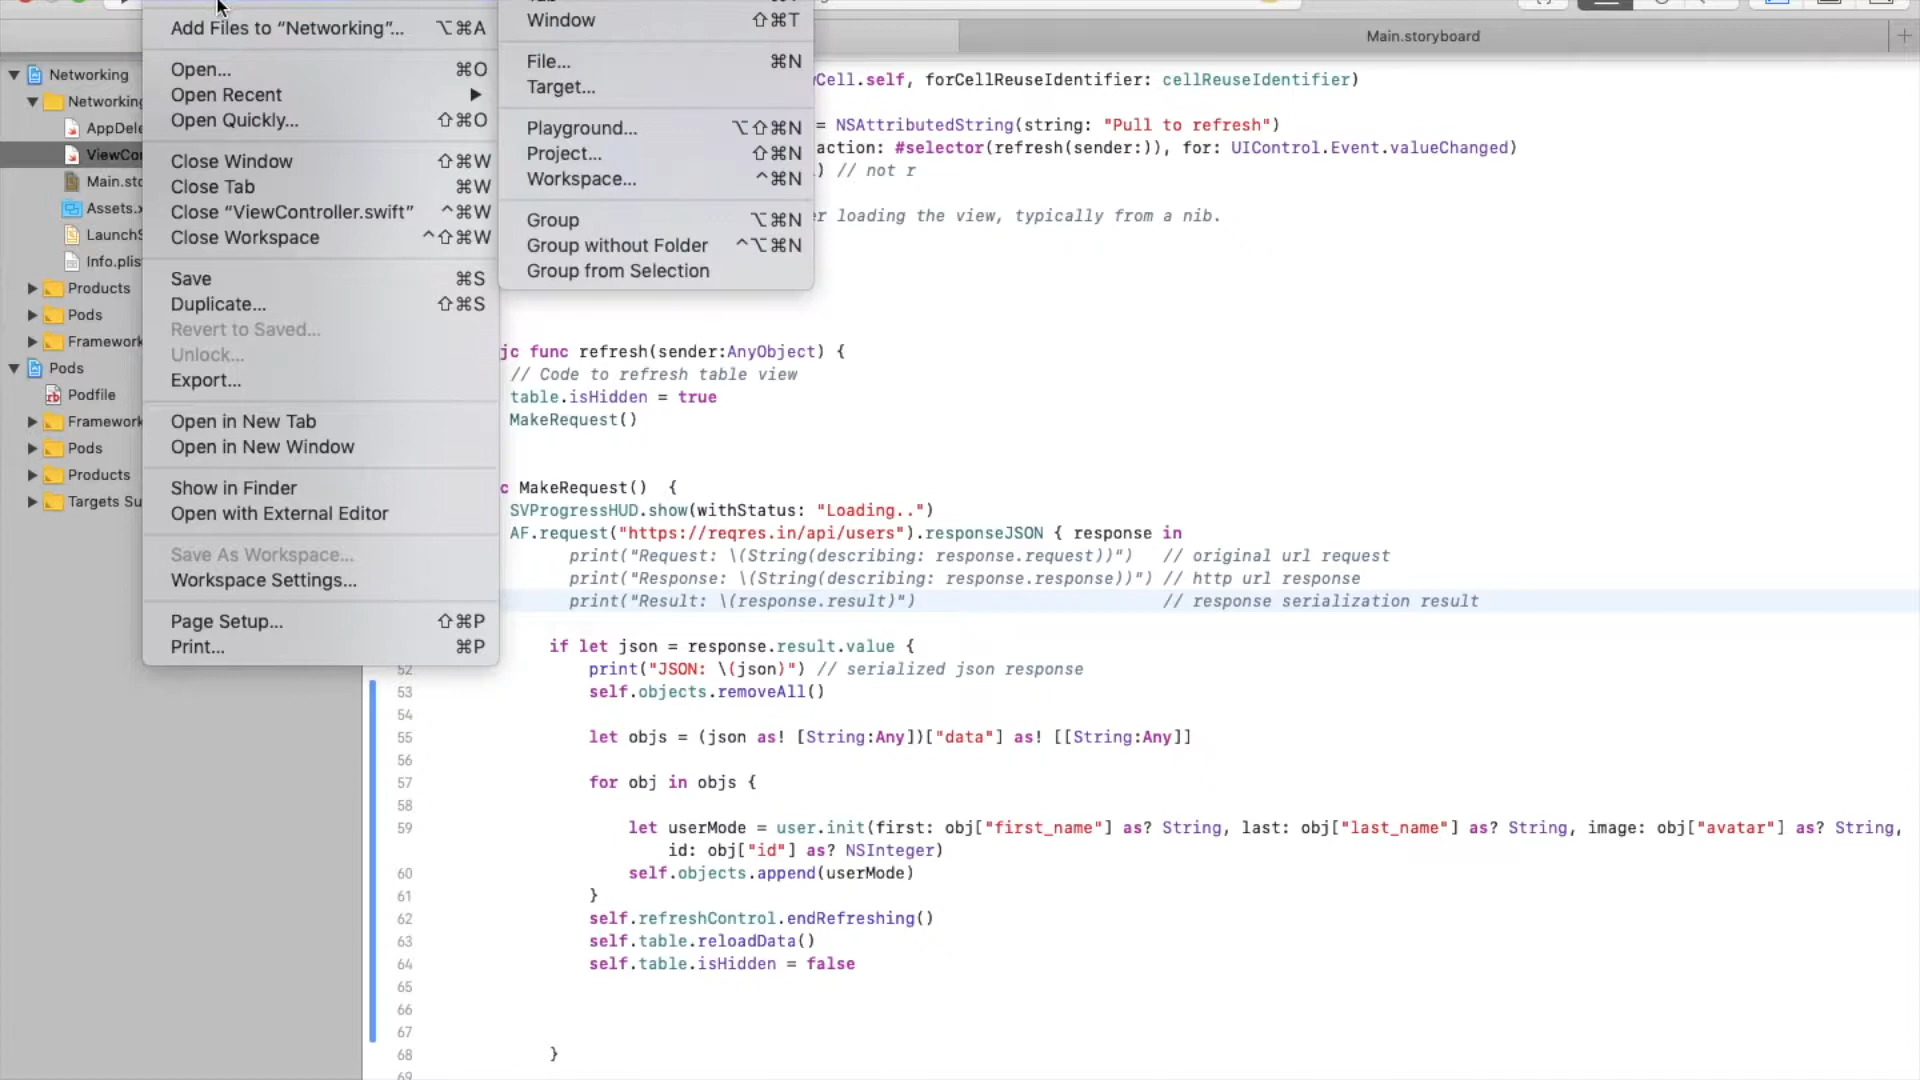 Add Files to “Networking”... ⌥⌘A
Open... ⌘O
Open Recent ▶
Open Quickly... ⇧⌘O
Close Window ⇧⌘W
Close Tab ⌘W
Close “ViewController.swift” ^⌘W
Close Workspace ^⇧⌘W
Save ⌘S
Duplicate... ⇧⌘S
Revert to Saved...
Unlock...
Export...
Open in New Tab
Open in New Window
Show in Finder
Open with External Editor
Save As Workspace...
Workspace Settings...
Page Setup... ⇧⌘P
Print... ⌘P
Window ⇧⌘T
File... ⌘N
Target...
Playground... ⌥⇧⌘N
Project... ⇧⌘N
Workspace... ^⌘N
Group ⌥⌘N
Group without Folder ^⌥⌘N
Group from Selection
Main.storyboard
Networking
Networking
AppDele
ViewCon
Main.sto
Assets.x
LaunchS
Info.plis
Products
Pods
Framework
Pods
Podfile
Framework
Pods
Products
Targets Su
Cell.self, forCellReuseIdentifier: cellReuseIdentifier)
= NSAttributedString(string: "Pull to refresh")
action: #selector(refresh(sender:)), for: UIControl.Event.valueChanged)
) // not r
r loading the view, typically from a nib.
jc func refresh(sender:AnyObject) {
// Code to refresh table view
table.isHidden = true
MakeRequest()
c MakeRequest()  {
SVProgressHUD.show(withStatus: "Loading..")
AF.request("https://reqres.in/api/users").responseJSON { response in
print("Request: \(String(describing: response.request))")   // original url request
print("Response: \(String(describing: response.response))") // http url response
print("Result: \(response.result)")                         // response serialization result
if let json = response.result.value {
52 print("JSON: \(json)") // serialized json response
53 self.objects.removeAll()
54
55 let objs = (json as! [String:Any])["data"] as! [[String:Any]]
56
57 for obj in objs {
58
59 let userMode = user.init(first: obj["first_name"] as? String, last: obj["last_name"] as? String, image: obj["avatar"] as? String,
id: obj["id"] as? NSInteger)
60 self.objects.append(userMode)
61 }
62 self.refreshControl.endRefreshing()
63 self.table.reloadData()
64 self.table.isHidden = false
65
66
67
68 }
69